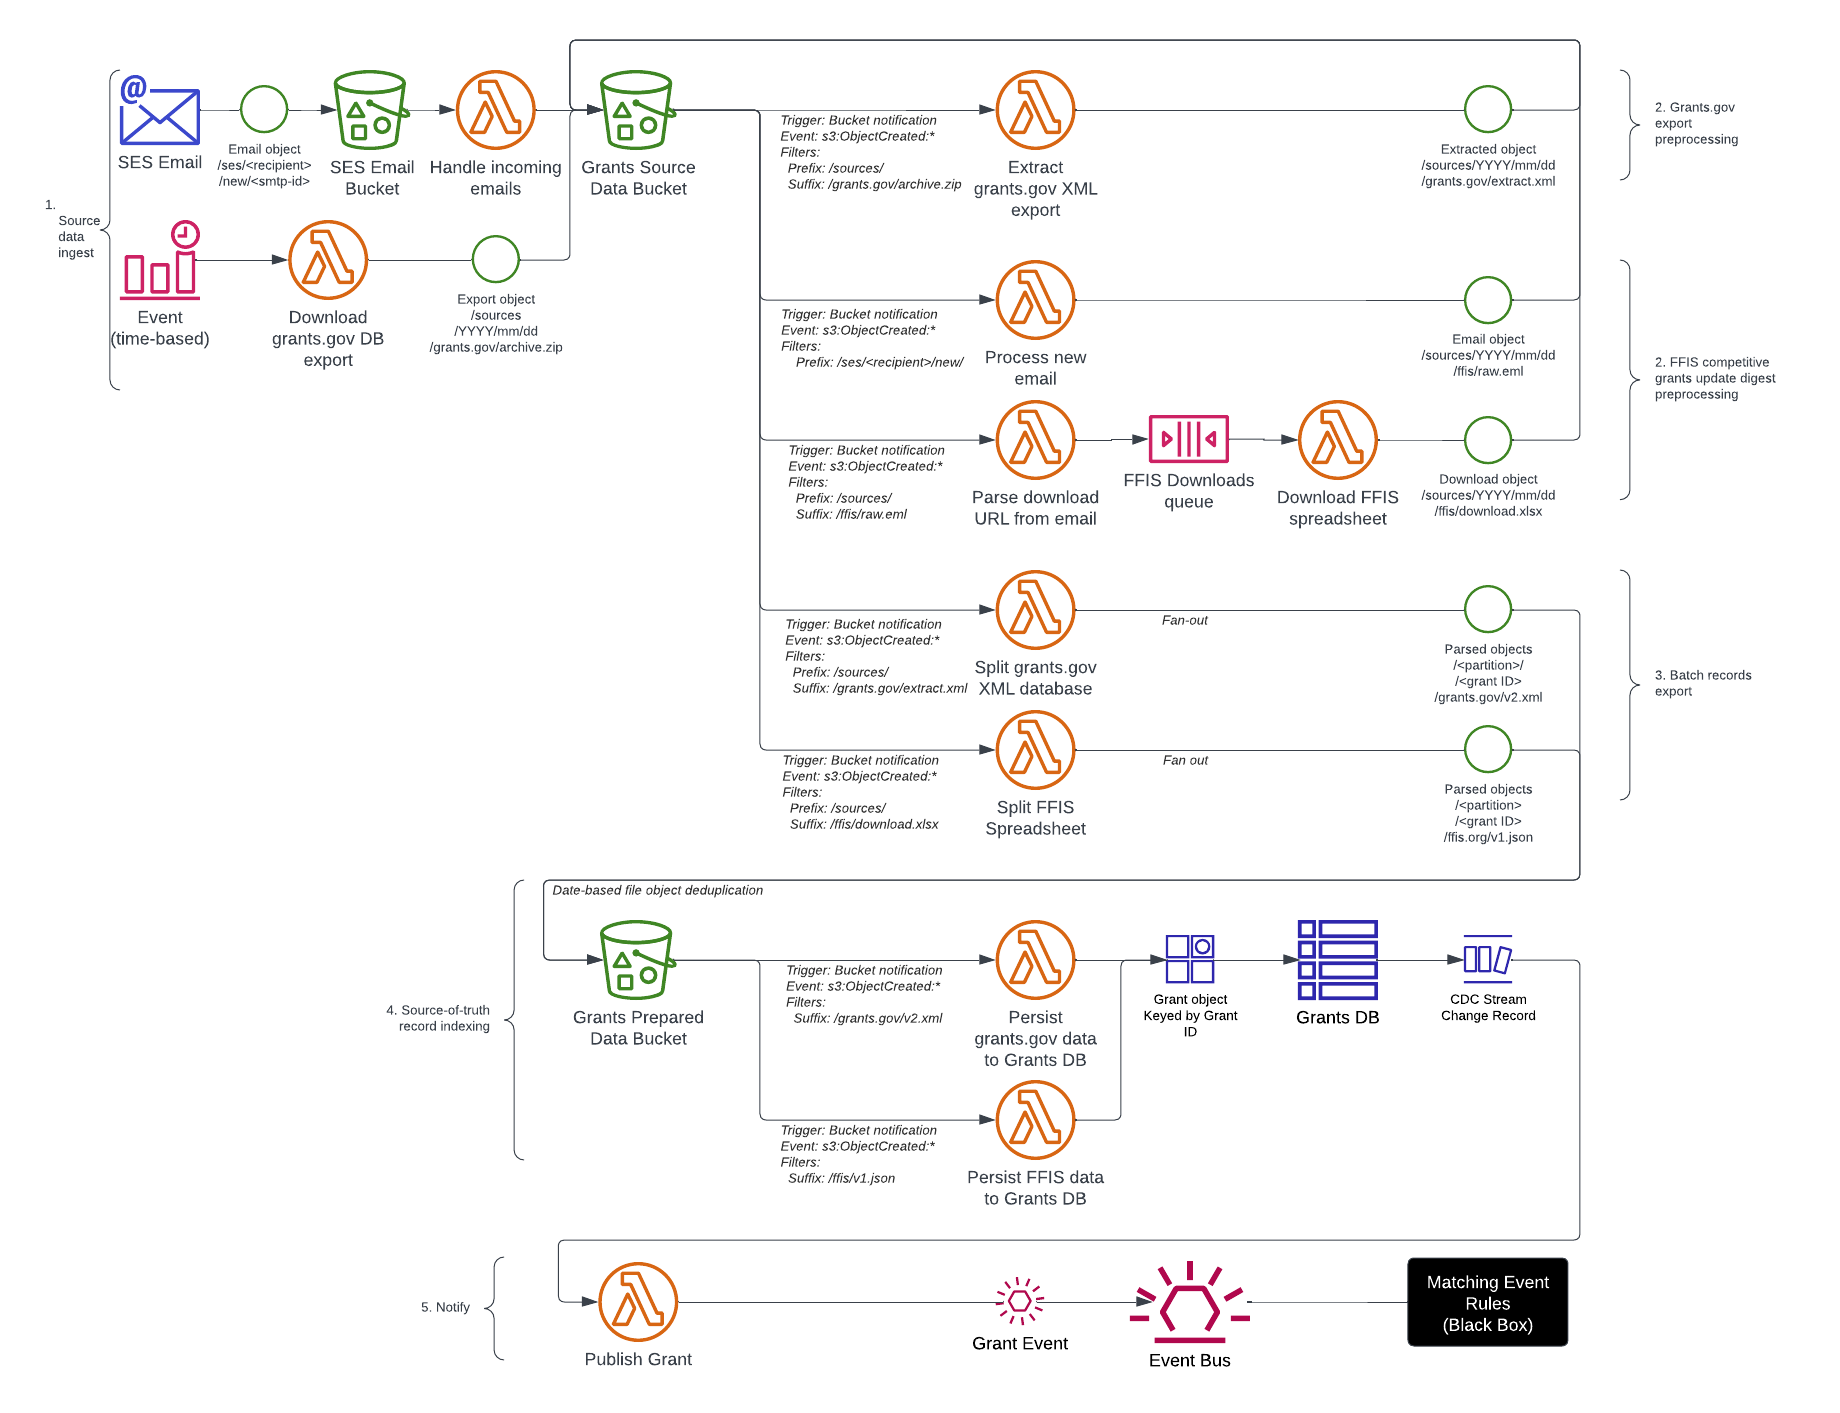 1.
Source
data
ingest
@
SES Email
Email object
/ses/<recipient>
/new/<smtp-id>
SES Email
Bucket
Handle incoming
emails
Grants Source
Data Bucket
Event
(time-based)
Download
grants.gov DB
export
Export object
/sources
/YYYY/mm/dd
/grants.gov/archive.zip
Trigger: Bucket notification
Event: s3:ObjectCreated:*
Filters:
Prefix: /sources/
Suffix: /grants.gov/archive.zip
Extract
grants.gov XML
export
Extracted object
/sources/YYYY/mm/dd
/grants.gov/extract.xml
2. Grants.gov
export
preprocessing
Trigger: Bucket notification
Event: s3:ObjectCreated:*
Filters:
Prefix: /ses/<recipient>/new/
Process new
email
Email object
/sources/YYYY/mm/dd
/ffis/raw.eml
2. FFIS competitive
grants update digest
preprocessing
Trigger: Bucket notification
Event: s3:ObjectCreated:*
Filters:
Prefix: /sources/
Suffix: /ffis/raw.eml
Parse download
URL from email
FFIS Downloads
queue
Download FFIS
spreadsheet
Download object
/sources/YYYY/mm/dd
/ffis/download.xlsx
Trigger: Bucket notification
Event: s3:ObjectCreated:*
Filters:
Prefix: /sources/
Suffix: /grants.gov/extract.xml
Split grants.gov
XML database
Fan-out
Parsed objects
/<partition>/
/<grant ID>
/grants.gov/v2.xml
3. Batch records
export
Trigger: Bucket notification
Event: s3:ObjectCreated:*
Filters:
Prefix: /sources/
Suffix: /ffis/download.xlsx
Split FFIS
Spreadsheet
Fan out
Parsed objects
/<partition>
/<grant ID>
/ffis.org/v1.json
Date-based file object deduplication
4. Source-of-truth
record indexing
Grants Prepared
Data Bucket
Trigger: Bucket notification
Event: s3:ObjectCreated:*
Filters:
Suffix: /grants.gov/v2.xml
Persist
grants.gov data
to Grants DB
Grant object
Keyed by Grant
ID
Grants DB
CDC Stream
Change Record
Trigger: Bucket notification
Event: s3:ObjectCreated:*
Filters:
Suffix: /ffis/v1.json
Persist FFIS data
to Grants DB
5. Notify
Publish Grant
Grant Event
Event Bus
Matching Event
Rules
(Black Box)